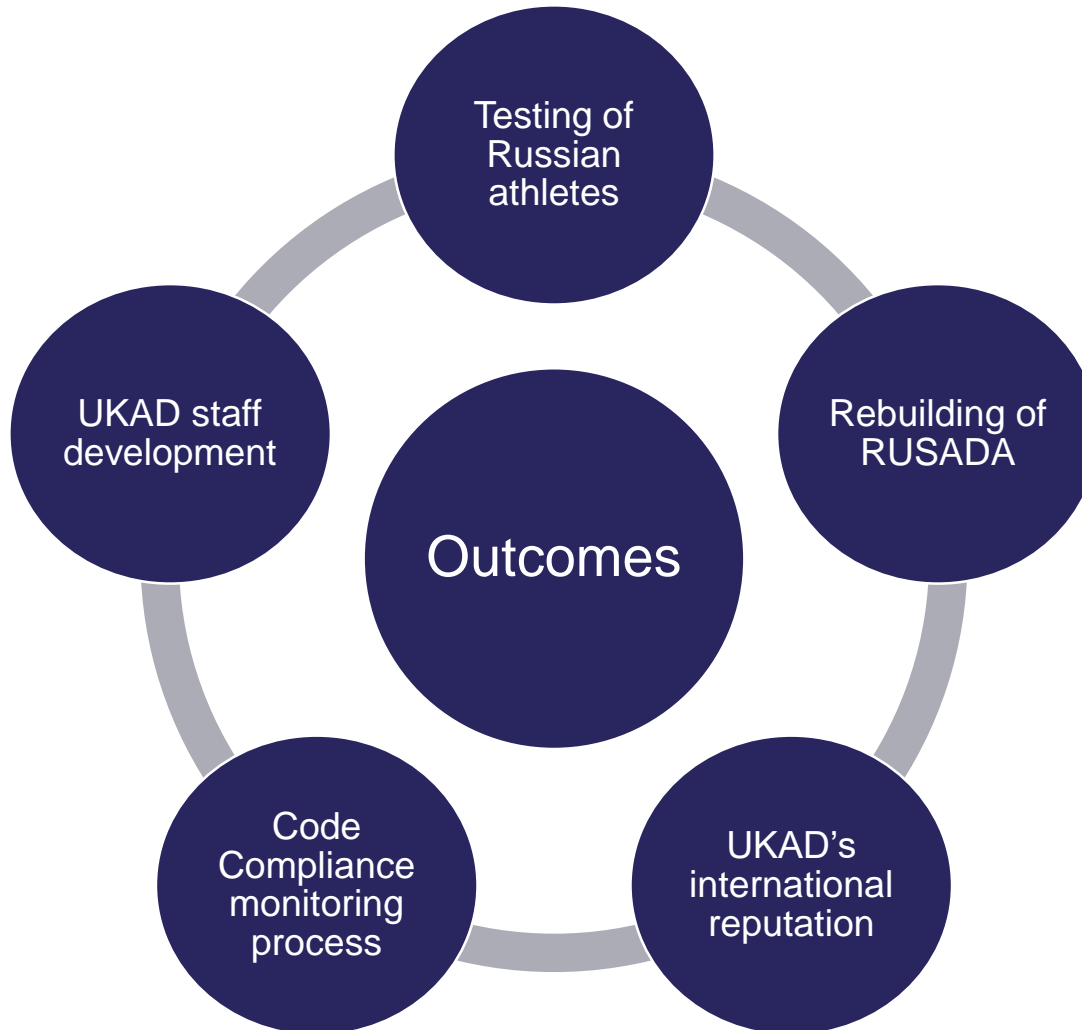 Testing of
Russian
athletes
Rebuilding of
RUSADA
UKAD’s
international
reputation
Code
Compliance
monitoring
process
UKAD staff
development
Outcomes